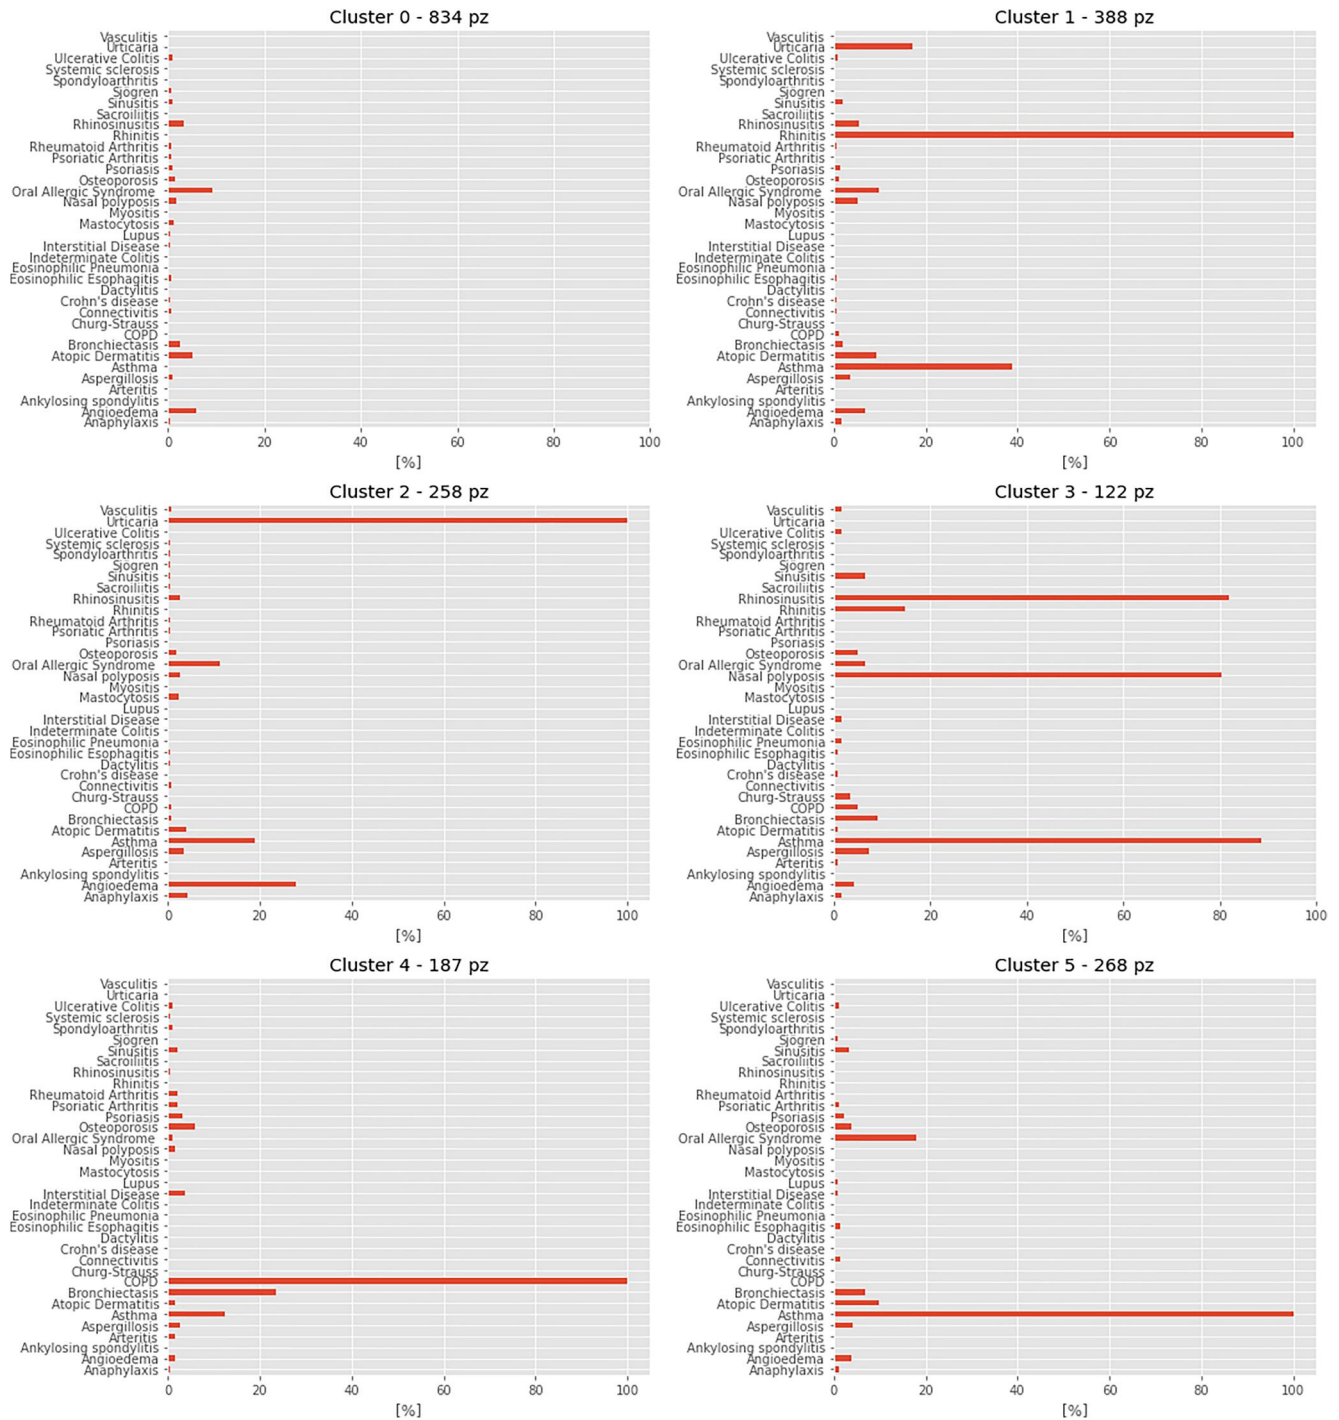 Cluster 0 - 834 pz
Vasculitis
Urticaria
Ulcerative Colitis
Systemic sclerosis
Spondyloarthritis
Sjögren
Sinusitis
Sacroiliitis
Rhinosinusitis
Rhinitis
Rheumatoid Arthritis
Psoriatic Arthritis
Psoriasis
Osteoporosis
Oral Allergic Syndrome
Nasal polyposis
Myositis
Mastocytosis
Lupus
Interstitial Disease
Indeterminate Colitis
Eosinophilic Pneumonia
Eosinophilic Esophagitis
Dactylitis
Crohn's disease
Connectivitis
Churg-Strauss
COPD
Bronchiectasis
Atopic Dermatitis
Asthma
Aspergillosis
Arteritis
Ankylosing spondylitis
Angioedema
Anaphylaxis
0 20 40 60 80 100
[%]
Cluster 1 - 388 pz
Vasculitis
Urticaria
Ulcerative Colitis
Systemic sclerosis
Spondyloarthritis
Sjögren
Sinusitis
Sacroiliitis
Rhinosinusitis
Rhinitis
Rheumatoid Arthritis
Psoriatic Arthritis
Psoriasis
Osteoporosis
Oral Allergic Syndrome
Nasal polyposis
Myositis
Mastocytosis
Lupus
Interstitial Disease
Indeterminate Colitis
Eosinophilic Pneumonia
Eosinophilic Esophagitis
Dactylitis
Crohn's disease
Connectivitis
Churg-Strauss
COPD
Bronchiectasis
Atopic Dermatitis
Asthma
Aspergillosis
Arteritis
Ankylosing spondylitis
Angioedema
Anaphylaxis
0 20 40 60 80 100
[%]
Cluster 2 - 258 pz
Vasculitis
Urticaria
Ulcerative Colitis
Systemic sclerosis
Spondyloarthritis
Sjögren
Sinusitis
Sacroiliitis
Rhinosinusitis
Rhinitis
Rheumatoid Arthritis
Psoriatic Arthritis
Psoriasis
Osteoporosis
Oral Allergic Syndrome
Nasal polyposis
Myositis
Mastocytosis
Lupus
Interstitial Disease
Indeterminate Colitis
Eosinophilic Pneumonia
Eosinophilic Esophagitis
Dactylitis
Crohn's disease
Connectivitis
Churg-Strauss
COPD
Bronchiectasis
Atopic Dermatitis
Asthma
Aspergillosis
Arteritis
Ankylosing spondylitis
Angioedema
Anaphylaxis
0 20 40 60 80 100
[%]
Cluster 3 - 122 pz
Vasculitis
Urticaria
Ulcerative Colitis
Systemic sclerosis
Spondyloarthritis
Sjögren
Sinusitis
Sacroiliitis
Rhinosinusitis
Rhinitis
Rheumatoid Arthritis
Psoriatic Arthritis
Psoriasis
Osteoporosis
Oral Allergic Syndrome
Nasal polyposis
Myositis
Mastocytosis
Lupus
Interstitial Disease
Indeterminate Colitis
Eosinophilic Pneumonia
Eosinophilic Esophagitis
Dactylitis
Crohn's disease
Connectivitis
Churg-Strauss
COPD
Bronchiectasis
Atopic Dermatitis
Asthma
Aspergillosis
Arteritis
Ankylosing spondylitis
Angioedema
Anaphylaxis
0 20 40 60 80 100
[%]
Cluster 4 - 187 pz
Vasculitis
Urticaria
Ulcerative Colitis
Systemic sclerosis
Spondyloarthritis
Sjögren
Sinusitis
Sacroiliitis
Rhinosinusitis
Rhinitis
Rheumatoid Arthritis
Psoriatic Arthritis
Psoriasis
Osteoporosis
Oral Allergic Syndrome
Nasal polyposis
Myositis
Mastocytosis
Lupus
Interstitial Disease
Indeterminate Colitis
Eosinophilic Pneumonia
Eosinophilic Esophagitis
Dactylitis
Crohn's disease
Connectivitis
Churg-Strauss
COPD
Bronchiectasis
Atopic Dermatitis
Asthma
Aspergillosis
Arteritis
Ankylosing spondylitis
Angioedema
Anaphylaxis
0 20 40 60 80 100
[%]
Cluster 5 - 268 pz
Vasculitis
Urticaria
Ulcerative Colitis
Systemic sclerosis
Spondyloarthritis
Sjögren
Sinusitis
Sacroiliitis
Rhinosinusitis
Rhinitis
Rheumatoid Arthritis
Psoriatic Arthritis
Psoriasis
Osteoporosis
Oral Allergic Syndrome
Nasal polyposis
Myositis
Mastocytosis
Lupus
Interstitial Disease
Indeterminate Colitis
Eosinophilic Pneumonia
Eosinophilic Esophagitis
Dactylitis
Crohn's disease
Connectivitis
Churg-Strauss
COPD
Bronchiectasis
Atopic Dermatitis
Asthma
Aspergillosis
Arteritis
Ankylosing spondylitis
Angioedema
Anaphylaxis
0 20 40 60 80 100
[%]